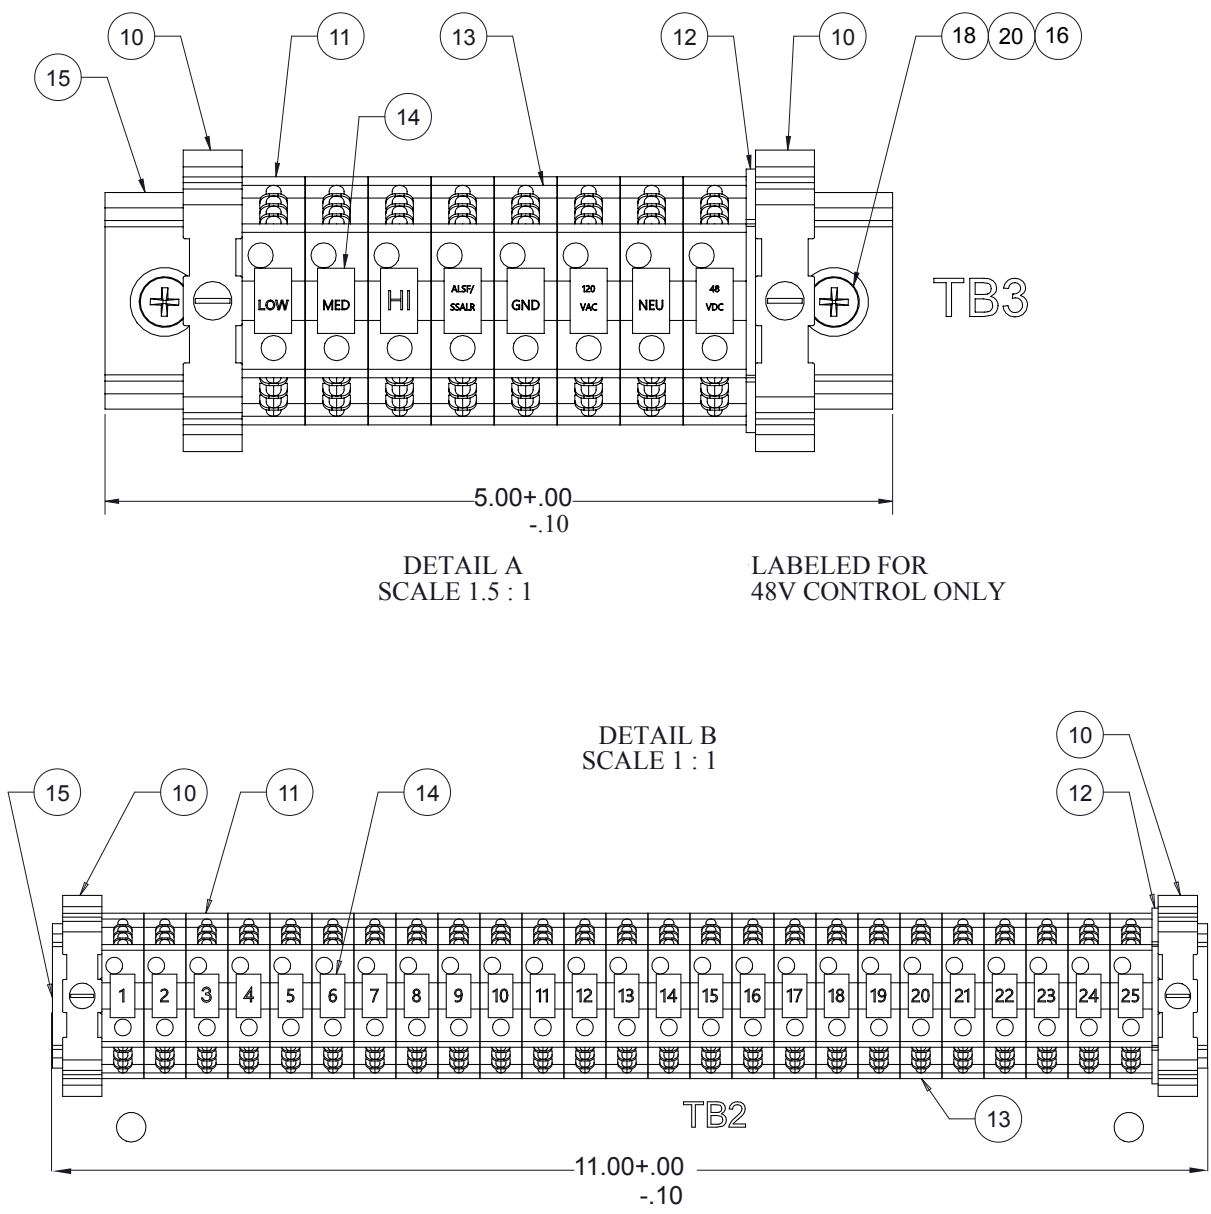 10
11
13
12
10
18 20 16
15
14
LOW
MED
HI
ALSF/
SSALR
GND
120
VAC
NEU
48
VDC
TB3
5.00+.00
-.10
DETAIL A
SCALE 1.5 : 1
LABELED FOR
48V CONTROL ONLY
DETAIL B
SCALE 1 : 1
10
15
10
11
14
12
1 2 3 4 5 6 7 8 9 10 11 12 13 14 15 16 17 18 19 20 21 22 23 24 25
TB2
13
11.00+.00
-.10